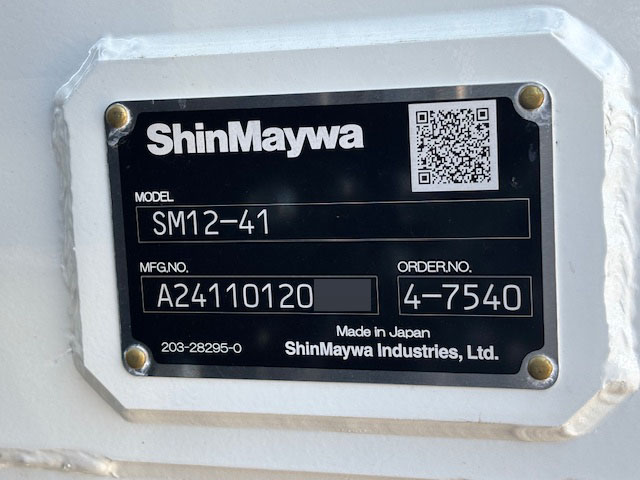 ShinMaywa
MODEL
SM12-41
MFG.NO. ORDER.NO.
A24110120 4-7540
Made in Japan
203-28295-0 ShinMaywa Industries, Ltd.